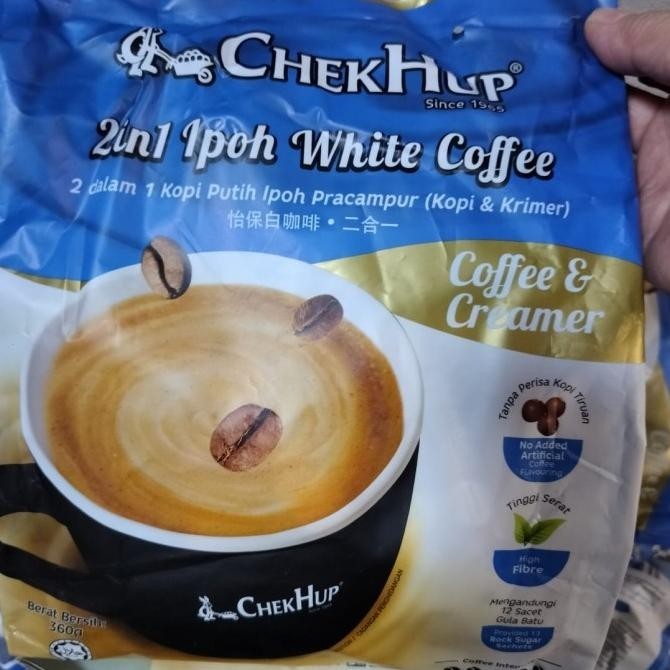 CHEKHUP®
Since 1965
2in1 Ipoh White Coffee
2 dalam 1 Kopi Putih Ipoh Pracampur (Kopi & Krimer)
怡保白咖啡 • 二合一
Coffee &
Creamer
Tanpa Perisa Kopi Tiruan
No Added
Artificial
Coffee
Flavouring
Tinggi Serat
High
Fibre
Mengandungi
12 Sacet
Gula Batu
Provided 12
Rock Sugar
Sachets
CHEKHUP
Berat Bersih:
360g
Coffee